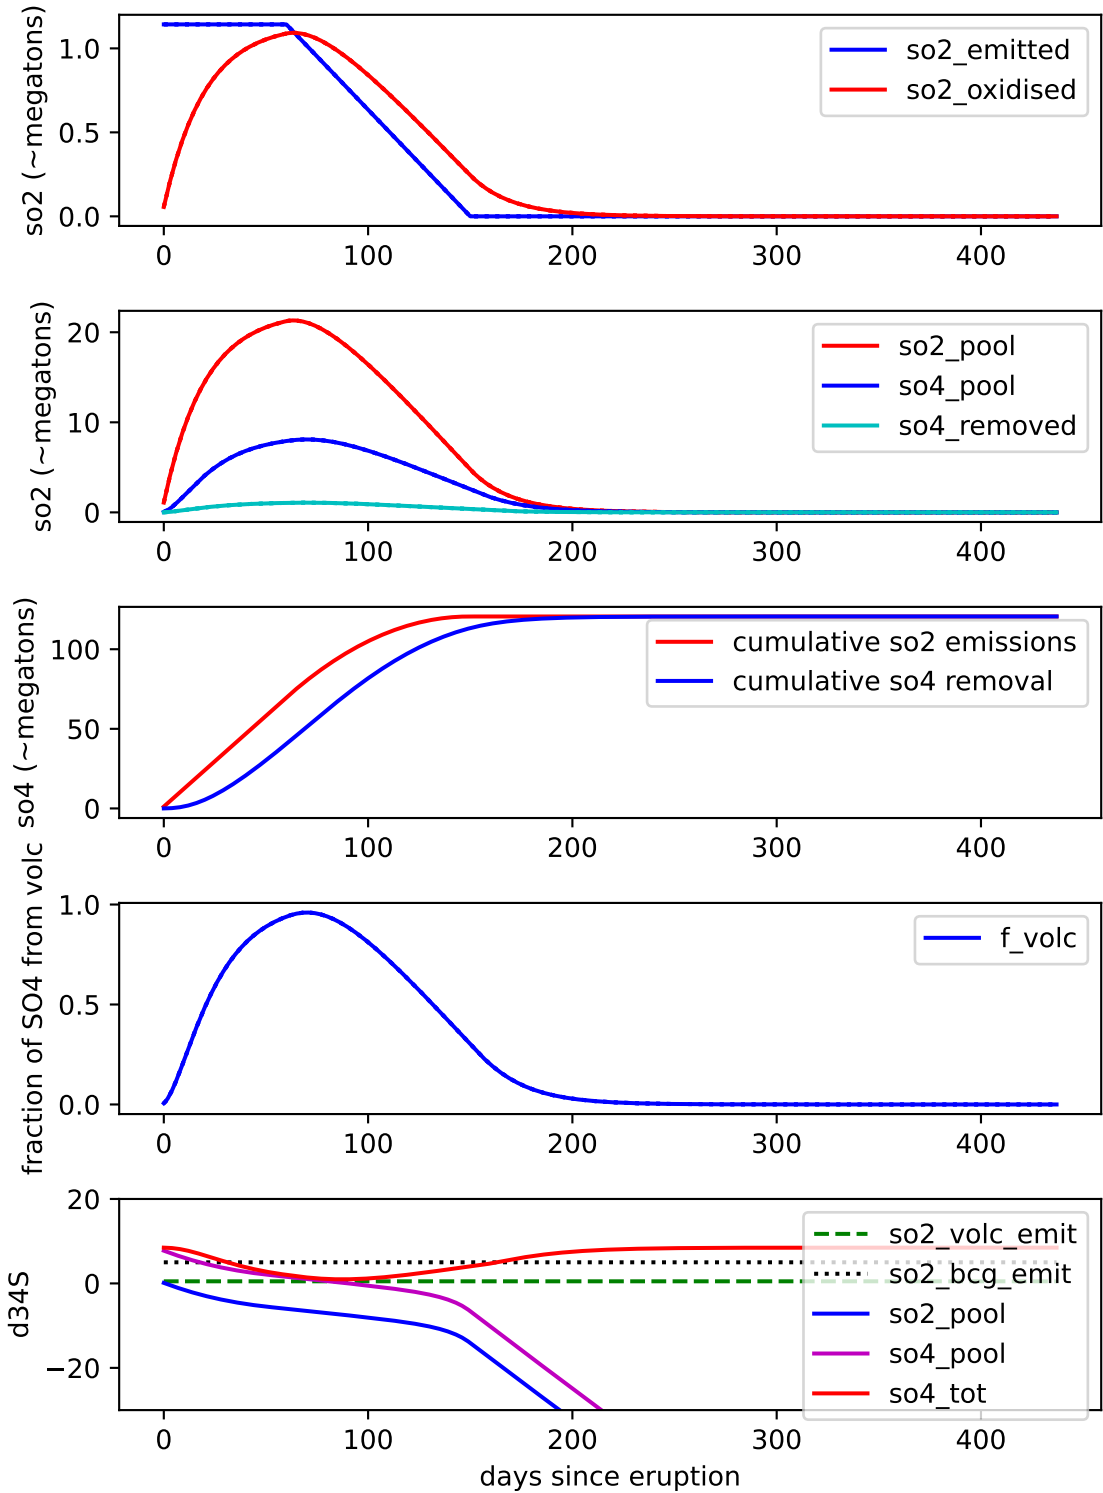 so2 (~megatons)
1.0
0.5
0.0
so2_emitted
so2_oxidised
0 100 200 300 400
so2 (~megatons)
20
10
0
so2_pool
so4_pool
so4_removed
0 100 200 300 400
so4 (~megatons)
100
50
0
cumulative so2 emissions
cumulative so4 removal
0 100 200 300 400
fraction of SO4 from volc
1.0
0.5
0.0
f_volc
0 100 200 300 400
d34S
20
0
−20
so2_volc_emit
so2_bcg_emit
so2_pool
so4_pool
so4_tot
0 100 200 300 400
days since eruption